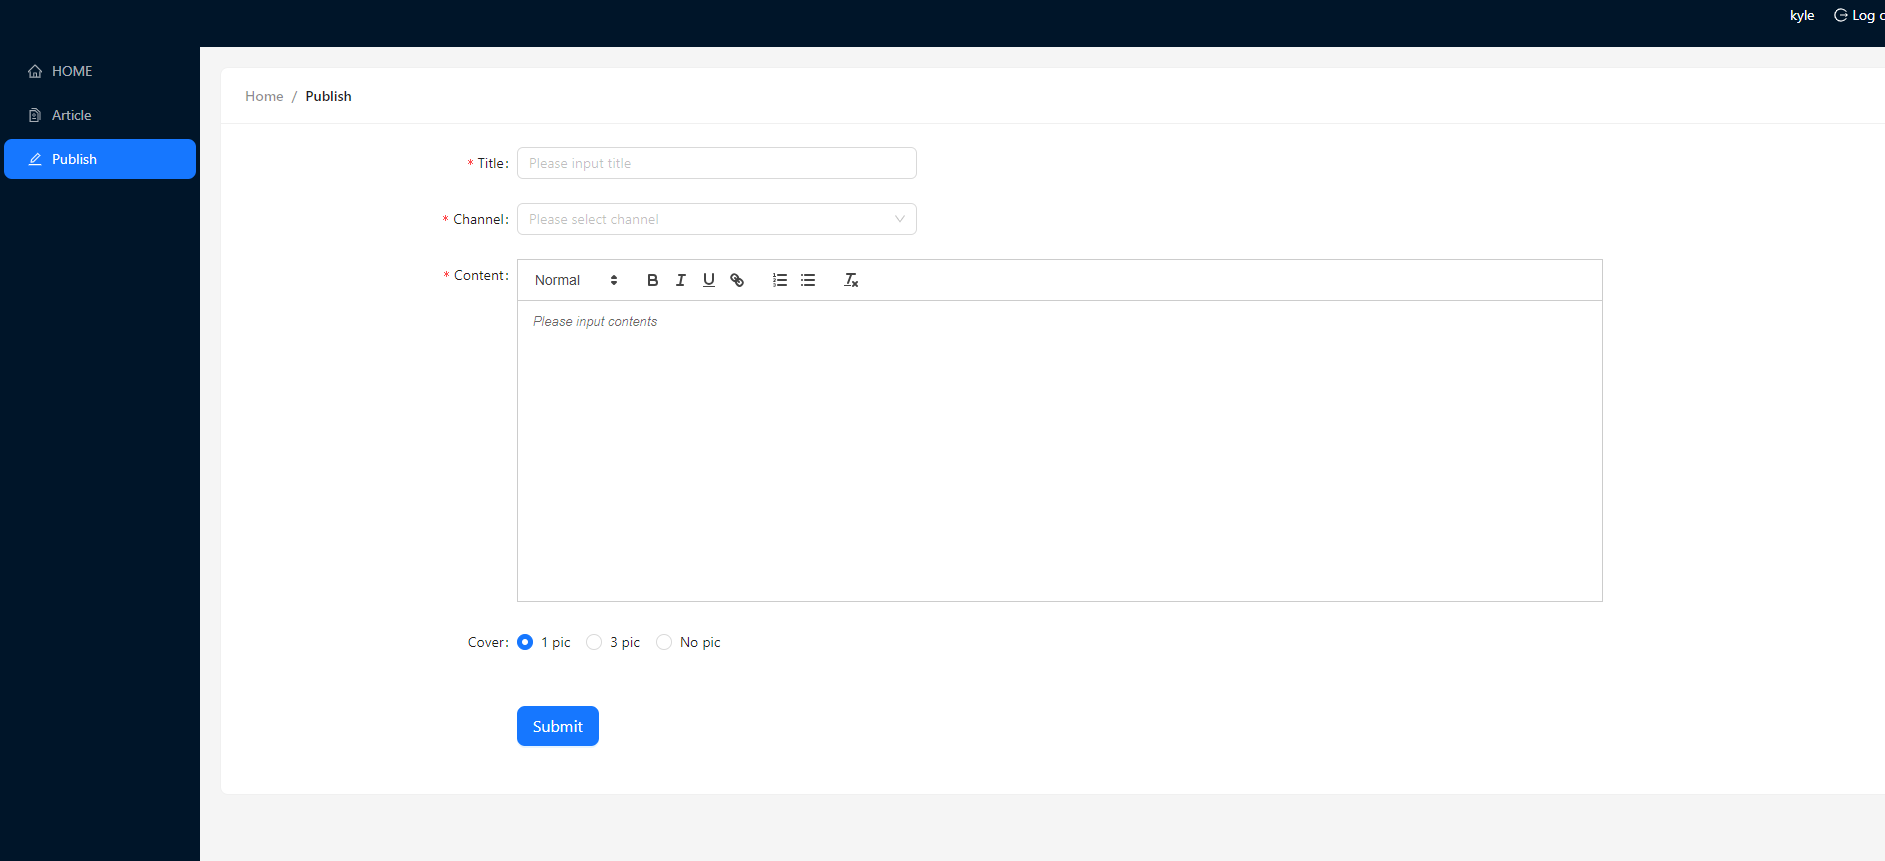 kyle Log
HOME
Article
Publish
Home / Publish
* Title: Please input title
* Channel: Please select channel
* Content: Normal B I U
Please input contents
Cover: 1 pic 3 pic No pic
Submit